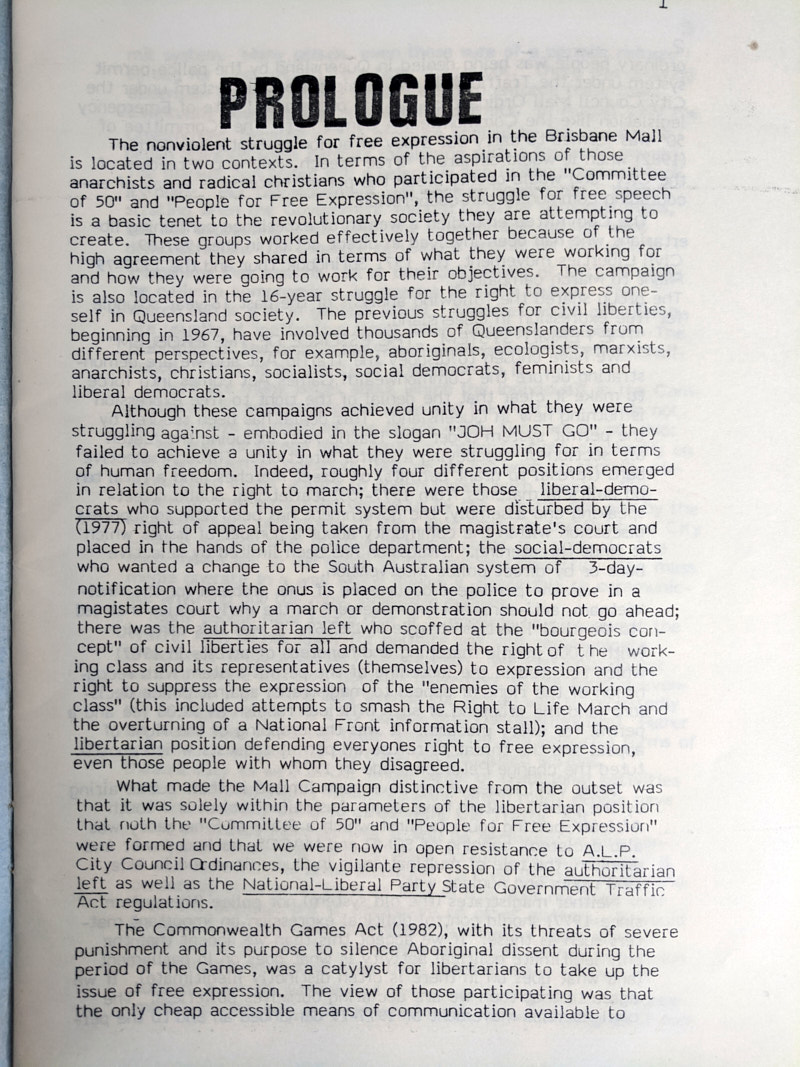 1
PROLOGUE
The nonviolent struggle for free expression in the Brisbane Mall
is located in two contexts. In terms of the aspirations of those
anarchists and radical christians who participated in the "Committee
of 50" and "People for Free Expression", the struggle for free speech
is a basic tenet to the revolutionary society they are attempting to
create. These groups worked effectively together because of the
high agreement they shared in terms of what they were working for
and how they were going to work for their objectives. The campaign
is also located in the 16-year struggle for the right to express one-
self in Queensland society. The previous struggles for civil liberties,
beginning in 1967, have involved thousands of Queenslanders from
different perspectives, for example, aboriginals, ecologists, marxists,
anarchists, christians, socialists, social democrats, feminists and
liberal democrats.
Although these campaigns achieved unity in what they were
struggling against - embodied in the slogan "JOH MUST GO" - they
failed to achieve a unity in what they were struggling for in terms
of human freedom. Indeed, roughly four different positions emerged
in relation to the right to march; there were those liberal-demo-
crats who supported the permit system but were disturbed by the
(1977) right of appeal being taken from the magistrate's court and
placed in the hands of the police department; the social-democrats
who wanted a change to the South Australian system of 3-day-
notification where the onus is placed on the police to prove in a
magistates court why a march or demonstration should not go ahead;
there was the authoritarian left who scoffed at the "bourgeois con-
cept" of civil liberties for all and demanded the right of the work-
ing class and its representatives (themselves) to expression and the
right to suppress the expression of the "enemies of the working
class" (this included attempts to smash the Right to Life March and
the overturning of a National Front information stall); and the
libertarian position defending everyones right to free expression,
even those people with whom they disagreed.
What made the Mall Campaign distinctive from the outset was
that it was solely within the parameters of the libertarian position
that noth the "Committee of 50" and "People for Free Expression"
were formed and that we were now in open resistance to A.L.P.
City Council Ordinances, the vigilante repression of the authoritarian
left as well as the National-Liberal Party State Government Traffic
Act regulations.
The Commonwealth Games Act (1982), with its threats of severe
punishment and its purpose to silence Aboriginal dissent during the
period of the Games, was a catylyst for libertarians to take up the
issue of free expression. The view of those participating was that
the only cheap accessible means of communication available to